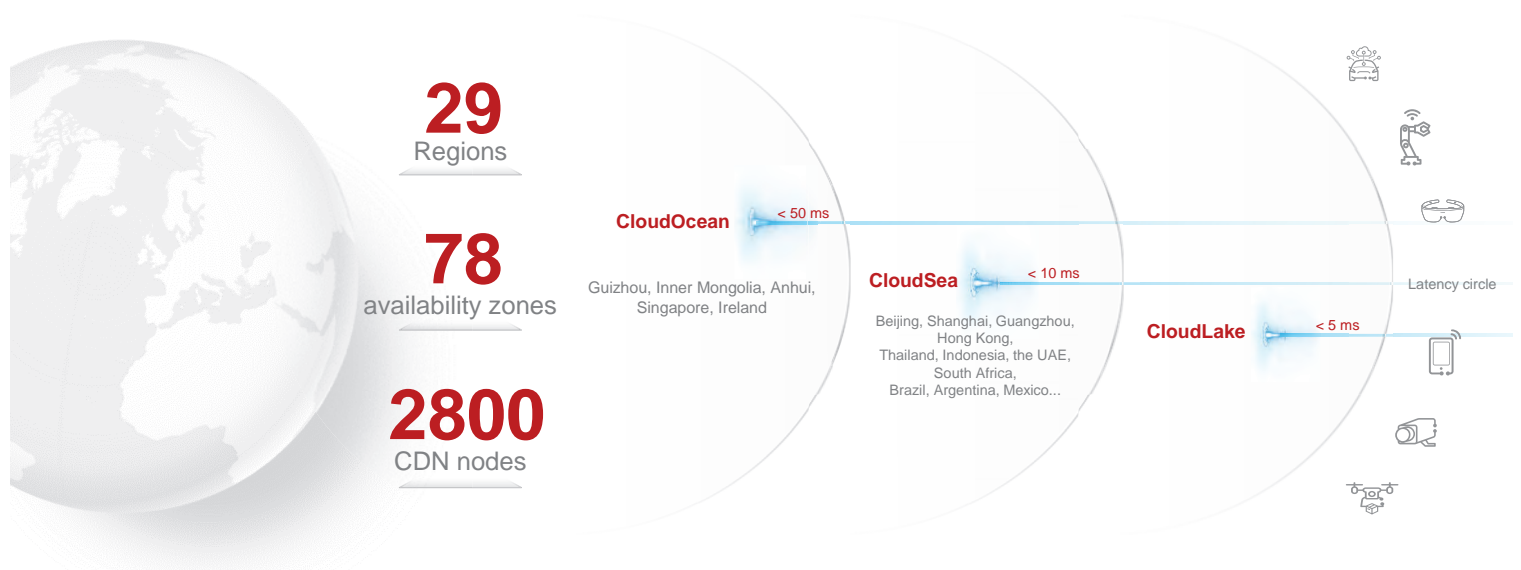 29
Regions
78
availability zones
2800
CDN nodes
CloudOcean
< 50 ms
Guizhou, Inner Mongolia, Anhui,
Singapore, Ireland
CloudSea
< 10 ms
Beijing, Shanghai, Guangzhou,
Hong Kong,
Thailand, Indonesia, the UAE,
South Africa,
Brazil, Argentina, Mexico...
CloudLake
< 5 ms
Latency circle